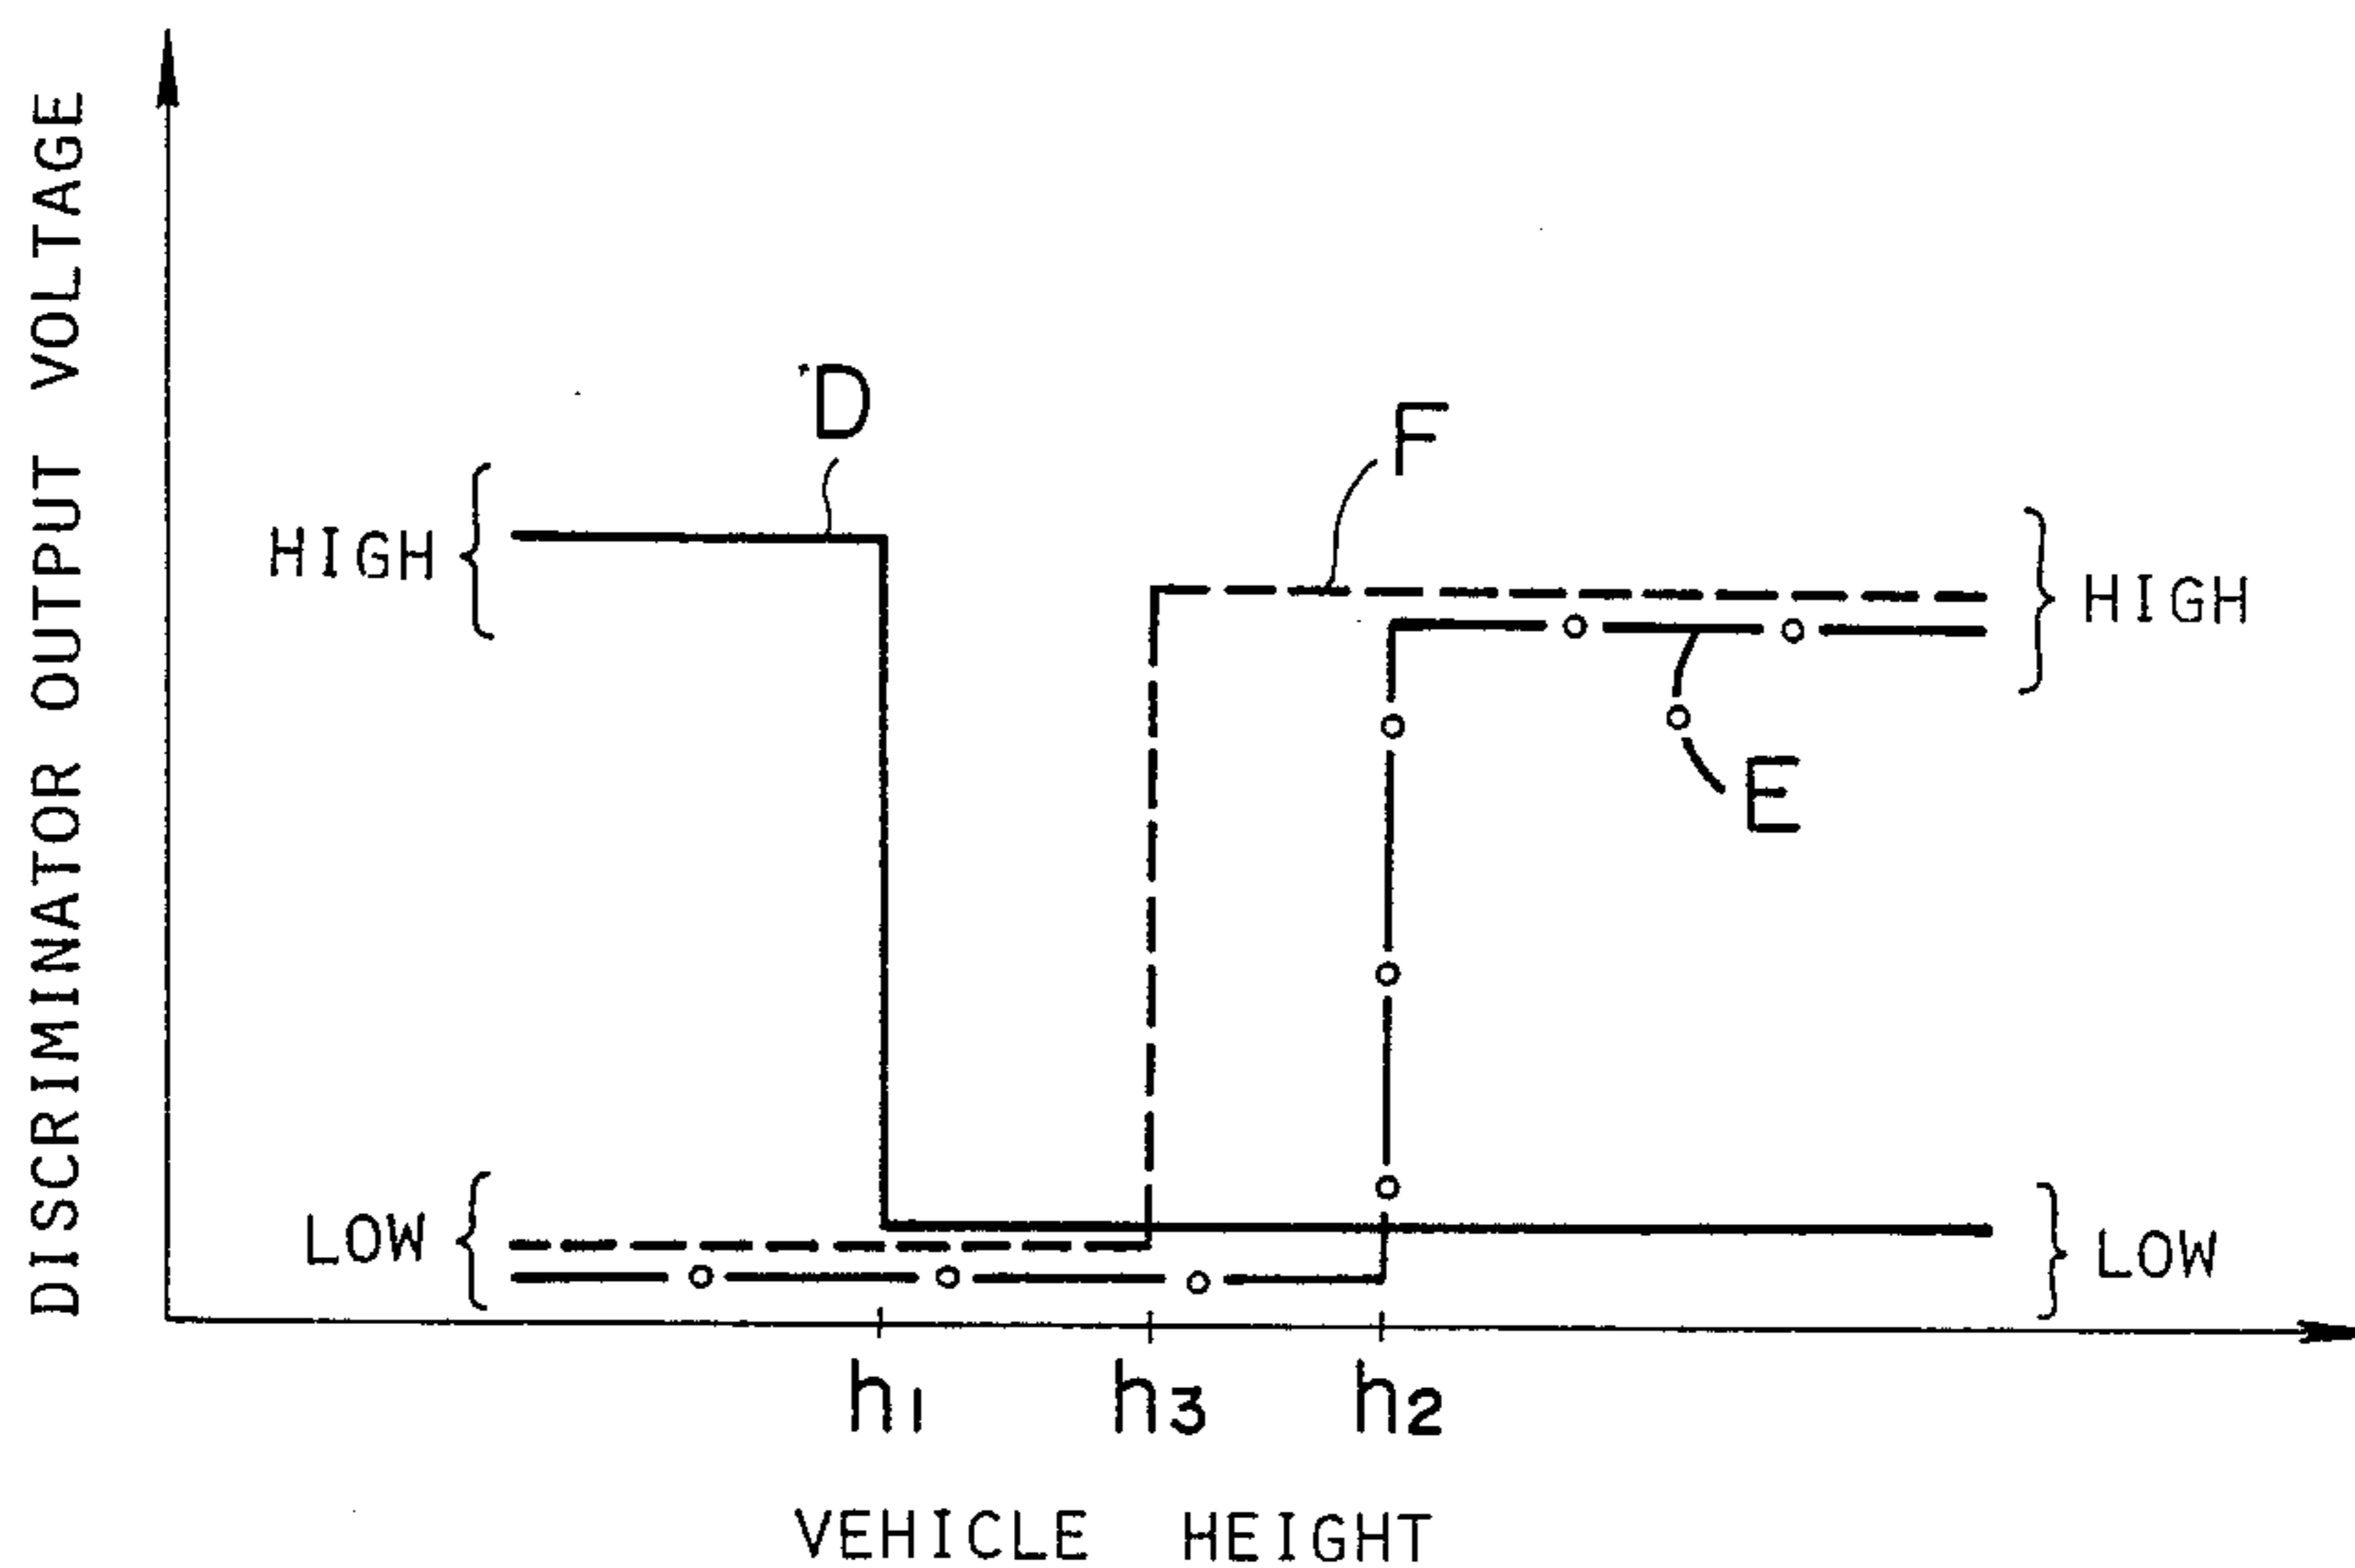 DISCRIMINATOR OUTPUT VOLTAGE
D
F
HIGH
HIGH
E
LOW
LOW
h1
h3
h2
VEHICLE HEIGHT